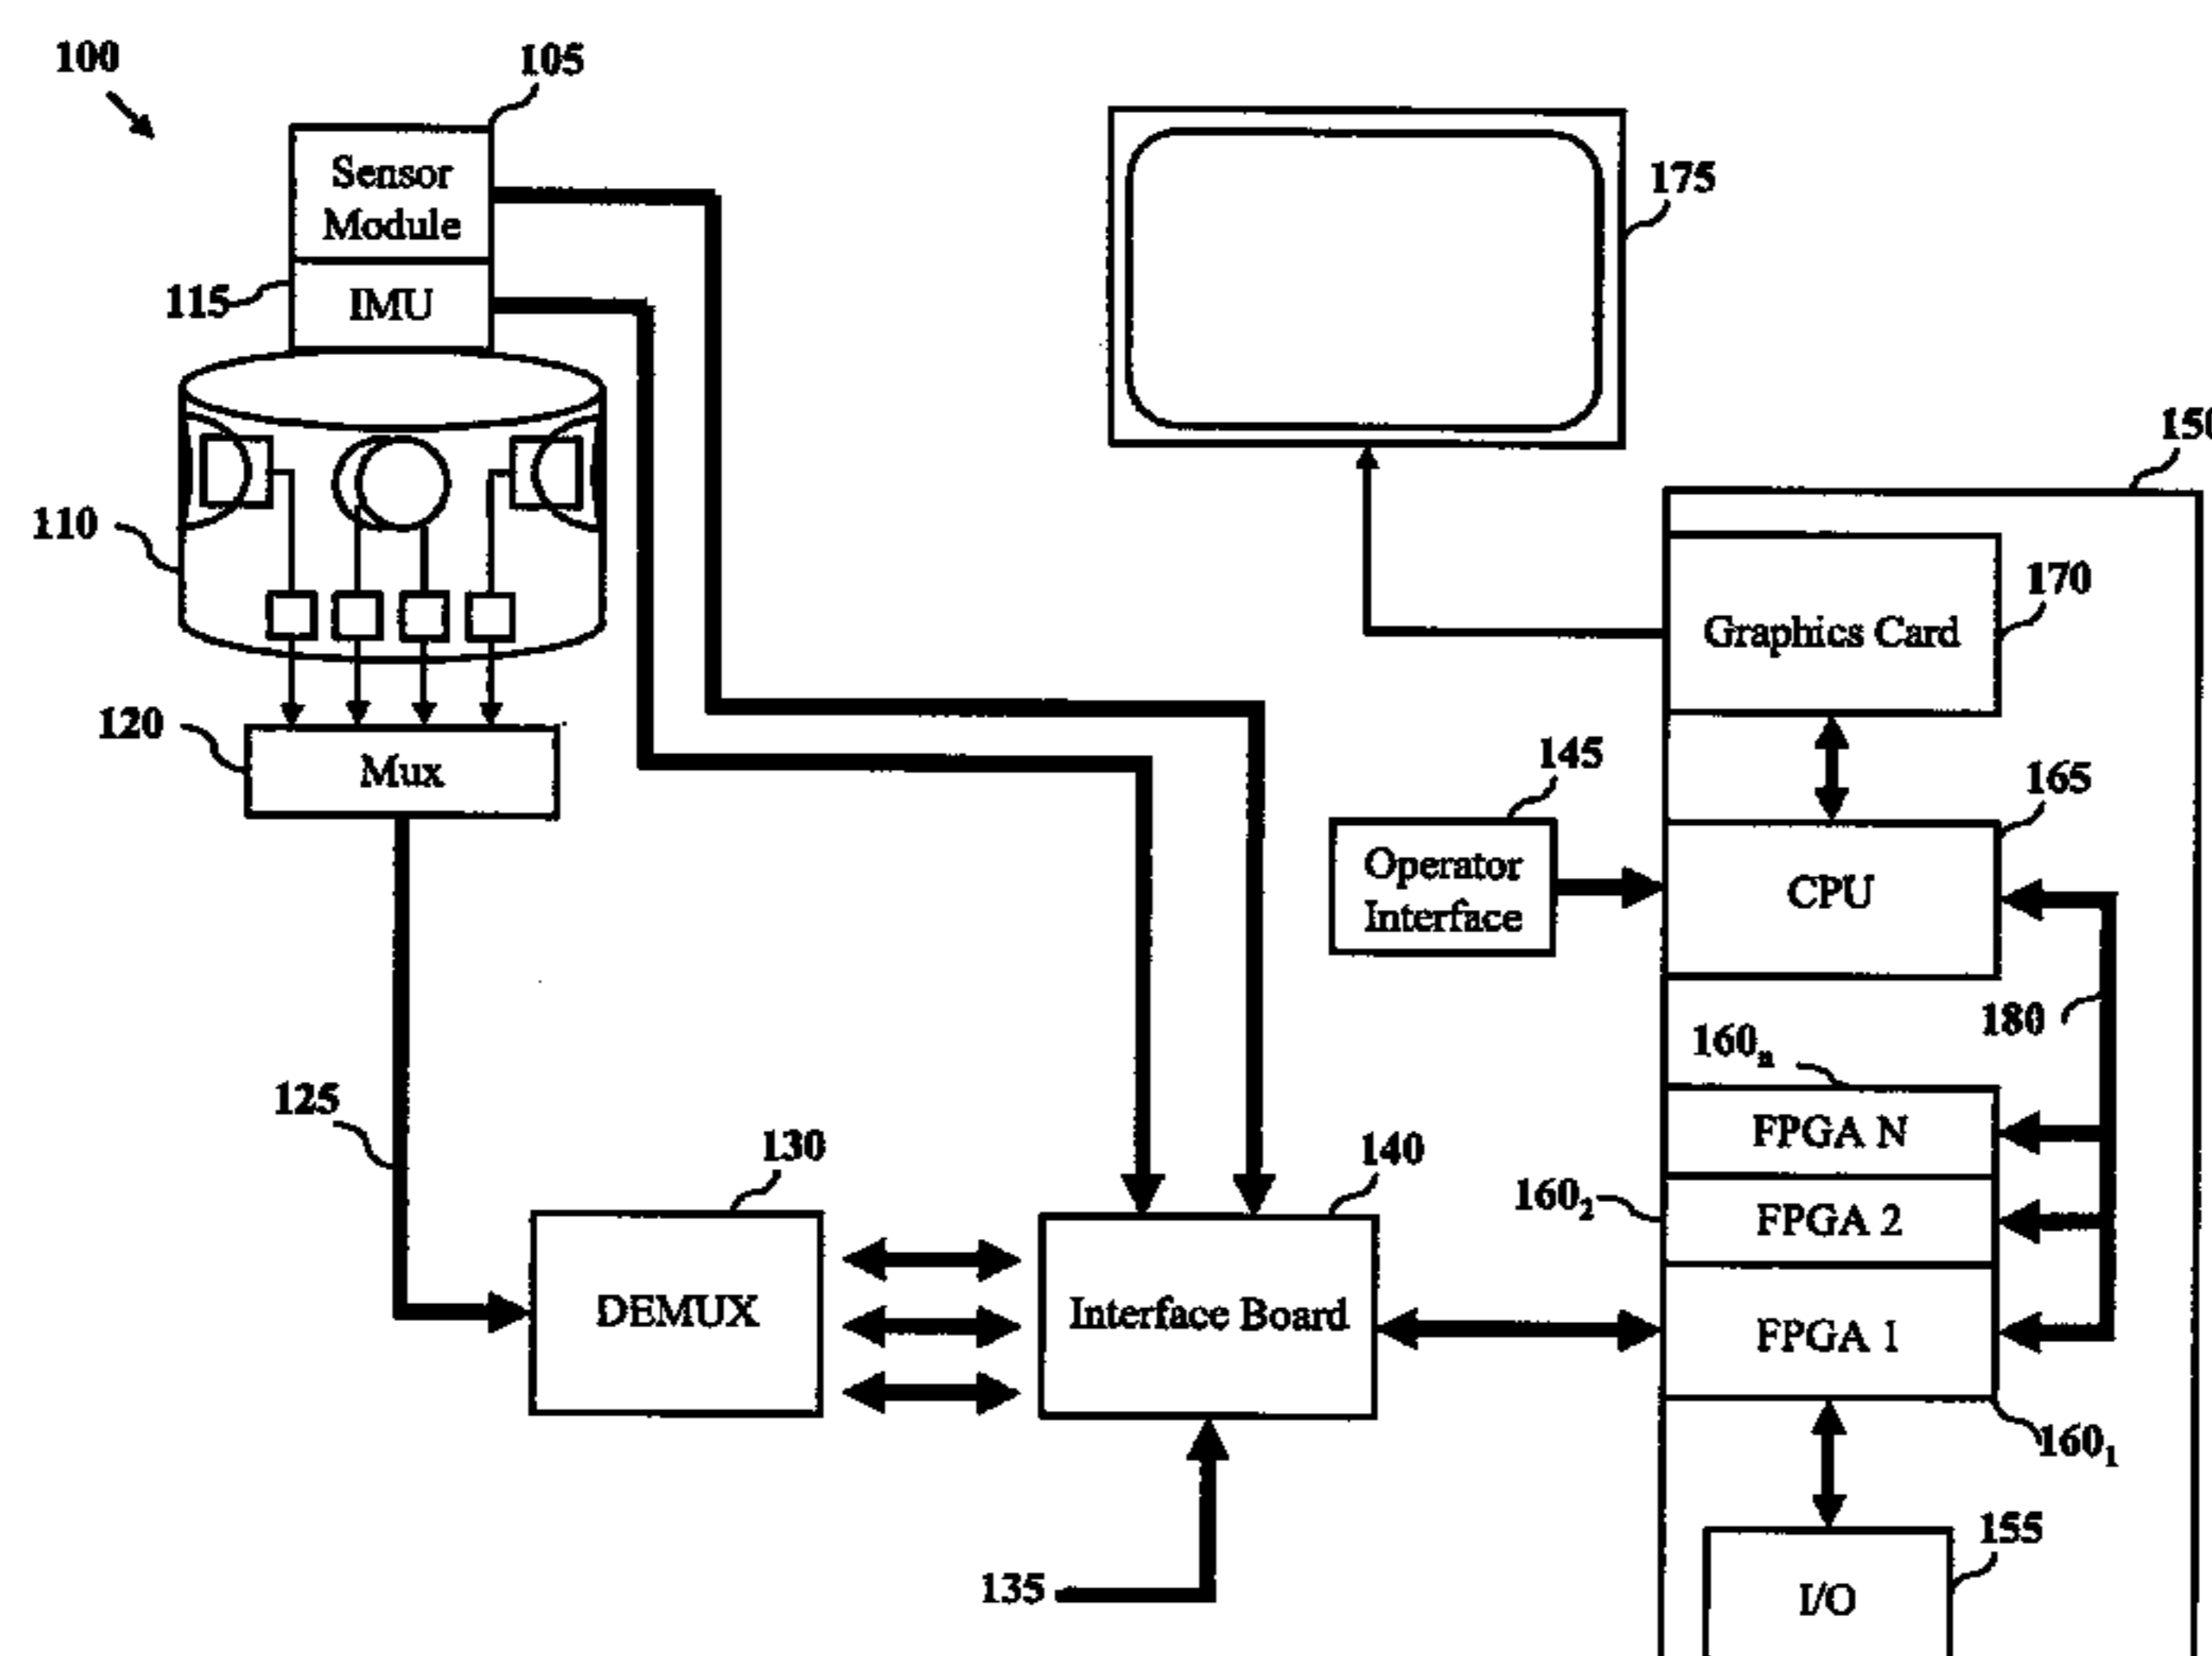 100
105
Sensor
Module
115
IMU
175
110
150
170
Graphics Card
120
Mux
145
165
Operator
Interface
CPU
180
160n
125
FPGA N
130
140
160₂
FPGA 2
DEMUX
Interface Board
FPGA 1
160₁
135
155
I/O